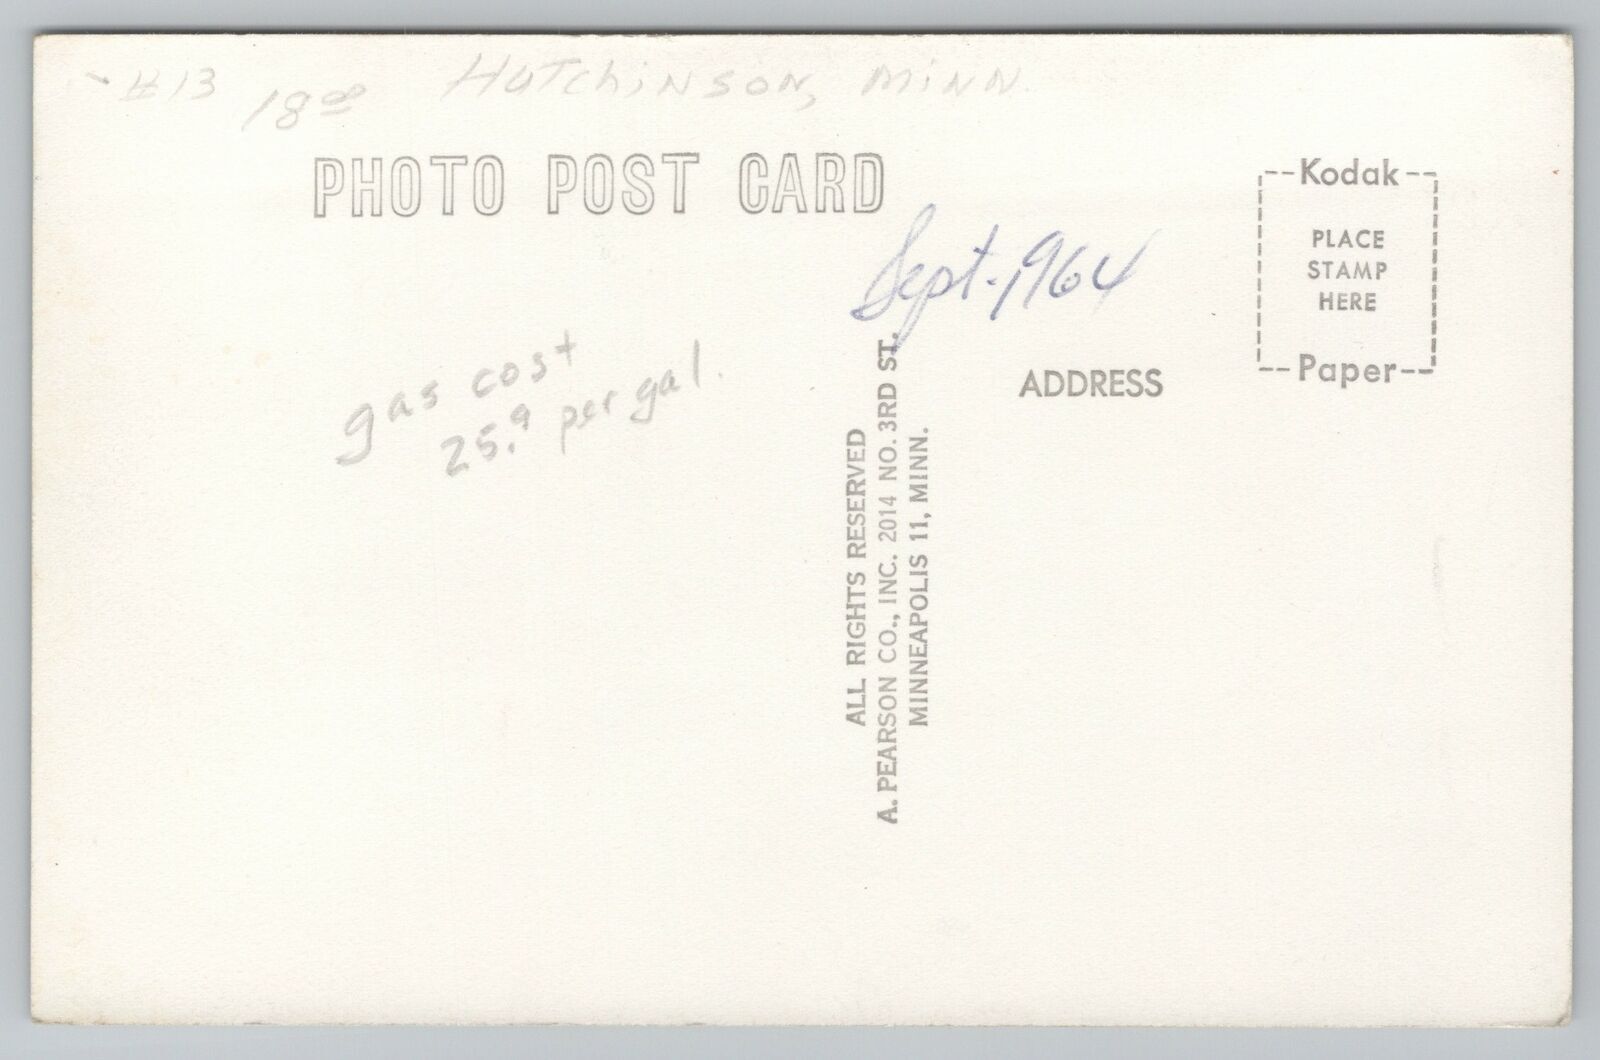 #13 18.00 Hutchinson, Minn.
PHOTO POST CARD
Sept. 1964
gas cost
25.9 per gal.
ALL RIGHTS RESERVED
A. PEARSON CO., INC. 2014 NO. 3RD ST.
MINNEAPOLIS 11, MINN.
ADDRESS
Kodak
PLACE
STAMP
HERE
Paper